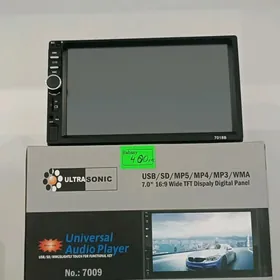 7018B
450
ULTRASONIC
USB/SD/MP5/MP4/MP3/WMA
7.0" 16:9 Wide TFT Dispaly Digital Panel
Universal
Audio Player
No.: 7009